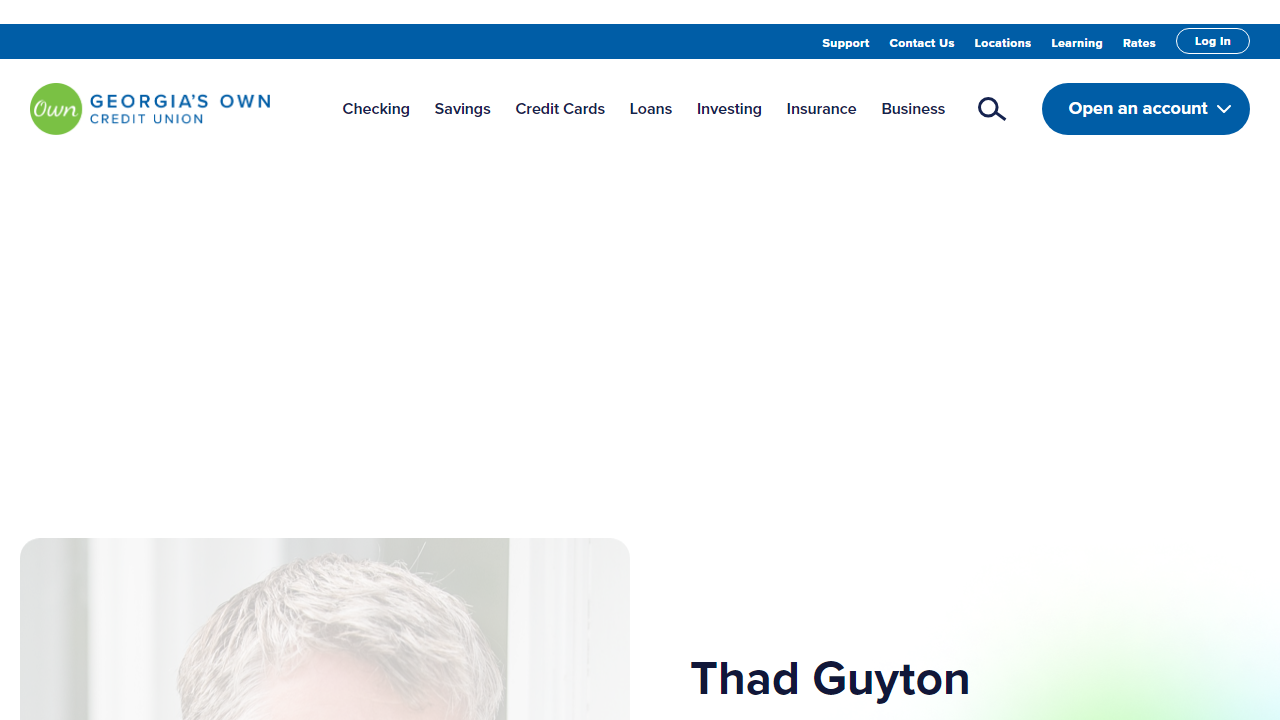 Support Contact Us Locations Learning Rates Log In
Own GEORGIA'S OWN
CREDIT UNION
Checking Savings Credit Cards Loans Investing Insurance Business Open an account
Thad Guyton